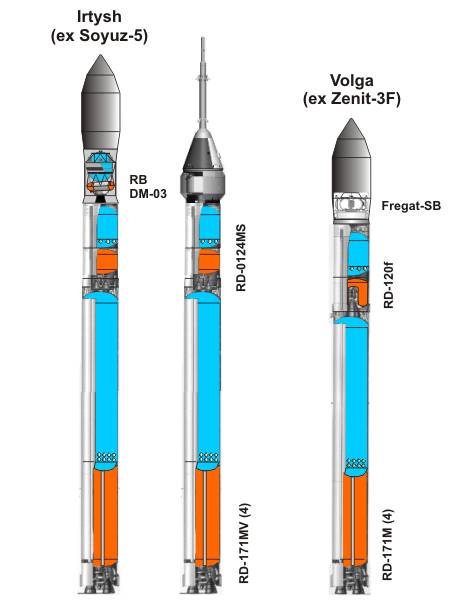 Irtysh
(ex Soyuz-5)
Volga
(ex Zenit-3F)
RB
DM-03
Fregat-SB
RD-0124MS
RD-120f
RD-171MV (4)
RD-171M (4)